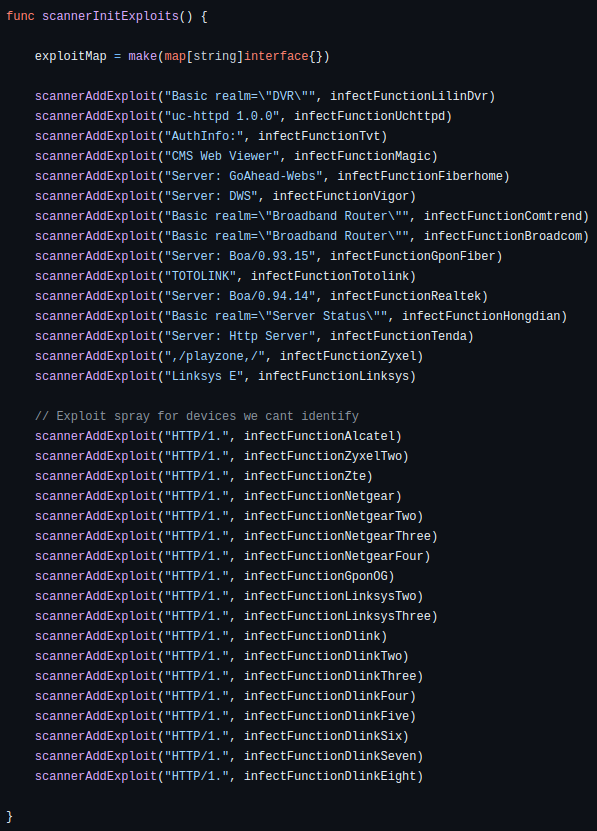 func scannerInitExploits() {
exploitMap = make(map[string]interface{})
scannerAddExploit("Basic realm=\"DVR\"", infectFunctionLilinDvr)
scannerAddExploit("uc-httpd 1.0.0", infectFunctionUchttpd)
scannerAddExploit("AuthInfo:", infectFunctionTvt)
scannerAddExploit("CMS Web Viewer", infectFunctionMagic)
scannerAddExploit("Server: GoAhead-Webs", infectFunctionFiberhome)
scannerAddExploit("Server: DWS", infectFunctionVigor)
scannerAddExploit("Basic realm=\"Broadband Router\"", infectFunctionComtrend)
scannerAddExploit("Basic realm=\"Broadband Router\"", infectFunctionBroadcom)
scannerAddExploit("Server: Boa/0.93.15", infectFunctionGponFiber)
scannerAddExploit("TOTOLINK", infectFunctionTotolink)
scannerAddExploit("Server: Boa/0.94.14", infectFunctionRealtek)
scannerAddExploit("Basic realm=\"Server Status\"", infectFunctionHongdian)
scannerAddExploit("Server: Http Server", infectFunctionTenda)
scannerAddExploit(",/playzone,/", infectFunctionZyxel)
scannerAddExploit("Linksys E", infectFunctionLinksys)
// Exploit spray for devices we cant identify
scannerAddExploit("HTTP/1.", infectFunctionAlcatel)
scannerAddExploit("HTTP/1.", infectFunctionZyxelTwo)
scannerAddExploit("HTTP/1.", infectFunctionZte)
scannerAddExploit("HTTP/1.", infectFunctionNetgear)
scannerAddExploit("HTTP/1.", infectFunctionNetgearTwo)
scannerAddExploit("HTTP/1.", infectFunctionNetgearThree)
scannerAddExploit("HTTP/1.", infectFunctionNetgearFour)
scannerAddExploit("HTTP/1.", infectFunctionGponOG)
scannerAddExploit("HTTP/1.", infectFunctionLinksysTwo)
scannerAddExploit("HTTP/1.", infectFunctionLinksysThree)
scannerAddExploit("HTTP/1.", infectFunctionDlink)
scannerAddExploit("HTTP/1.", infectFunctionDlinkTwo)
scannerAddExploit("HTTP/1.", infectFunctionDlinkThree)
scannerAddExploit("HTTP/1.", infectFunctionDlinkFour)
scannerAddExploit("HTTP/1.", infectFunctionDlinkFive)
scannerAddExploit("HTTP/1.", infectFunctionDlinkSix)
scannerAddExploit("HTTP/1.", infectFunctionDlinkSeven)
scannerAddExploit("HTTP/1.", infectFunctionDlinkEight)
}